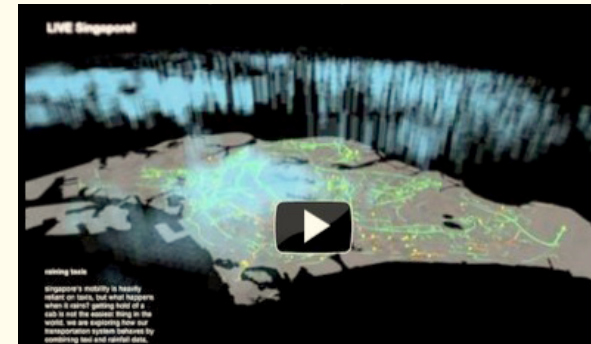 LIVE Singapore!
raining taxis
singapore's mobility is heavily
reliant on taxis, but what happens
when it rains? getting hold of a
cab is not the easiest thing in the
world. we are exploring how our
transportation system behaves by
combining taxi and rainfall data.